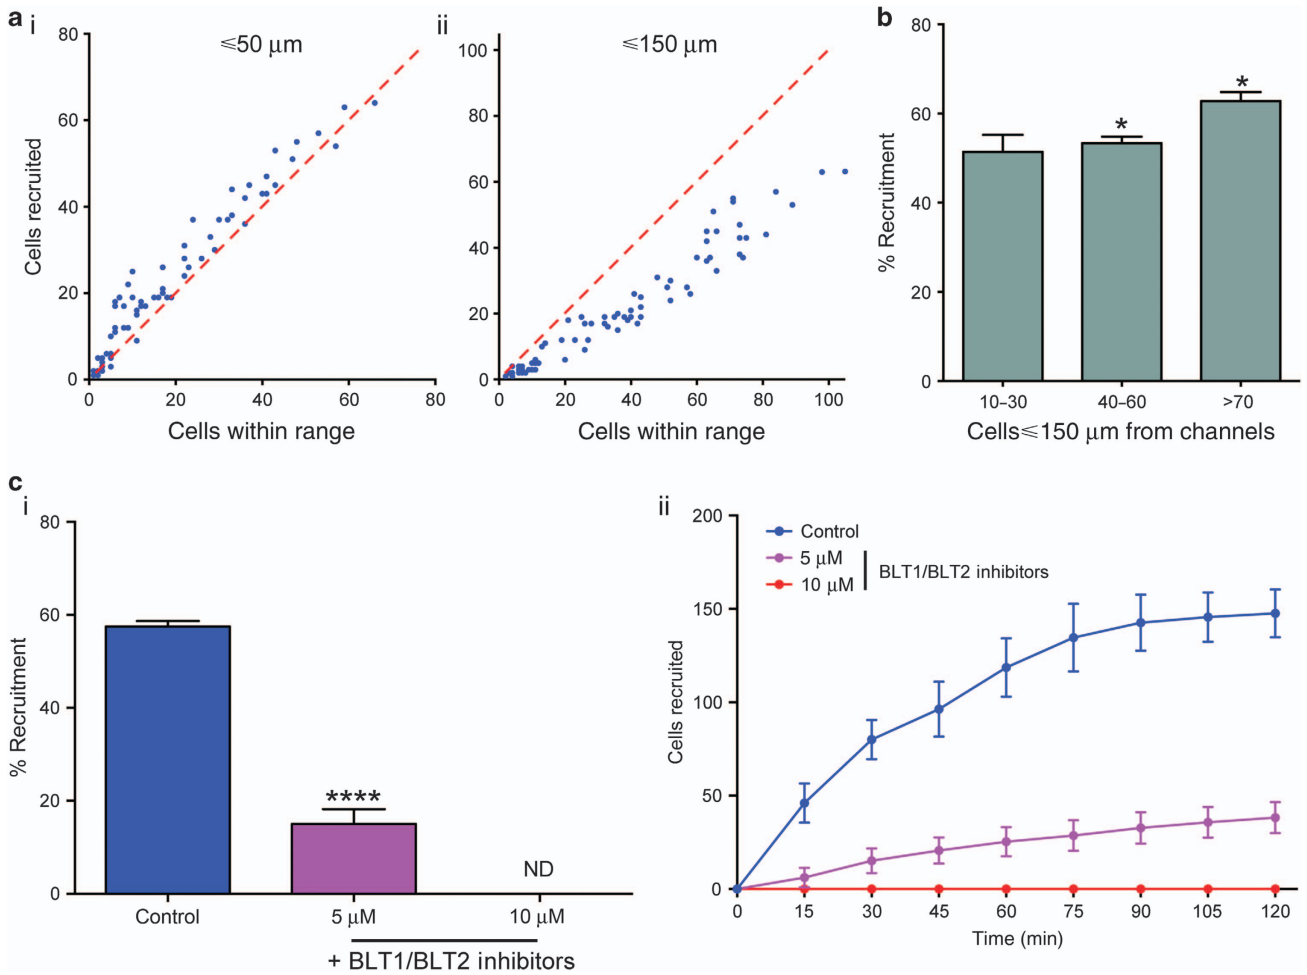 a i
⩽50 μm
80
60
40
20
0
Cells recruited
0 20 40 60 80
Cells within range
ii
⩽150 μm
100
80
60
40
20
0
0 20 40 60 80 100
Cells within range
b
80
60
40
20
0
% Recruitment
*
*
10–30 40–60 >70
Cells⩽150 μm from channels
c
i
80
60
40
20
0
% Recruitment
****
ND
Control 5 μM 10 μM
+ BLT1/BLT2 inhibitors
ii
200
150
100
50
0
Cells recruited
Control
5 μM
10 μM
BLT1/BLT2 inhibitors
0 15 30 45 60 75 90 105 120
Time (min)